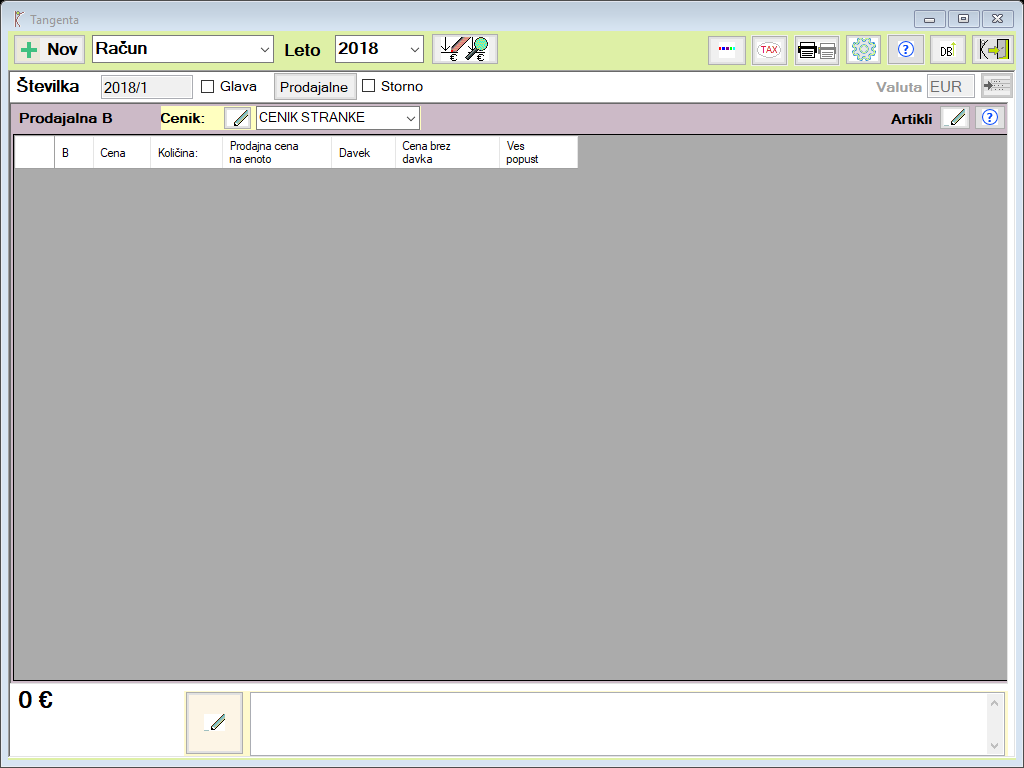 Tangenta
Nov Račun Leto 2018 € € TAX ? DB
Številka 2018/1 Glava Prodajalne Storno Valuta EUR
Prodajalna B Cenik: CENIK STRANKE Artikli ?
B Cena Količina: Prodajna cena na enoto Davek Cena brez davka Ves popust
0 €